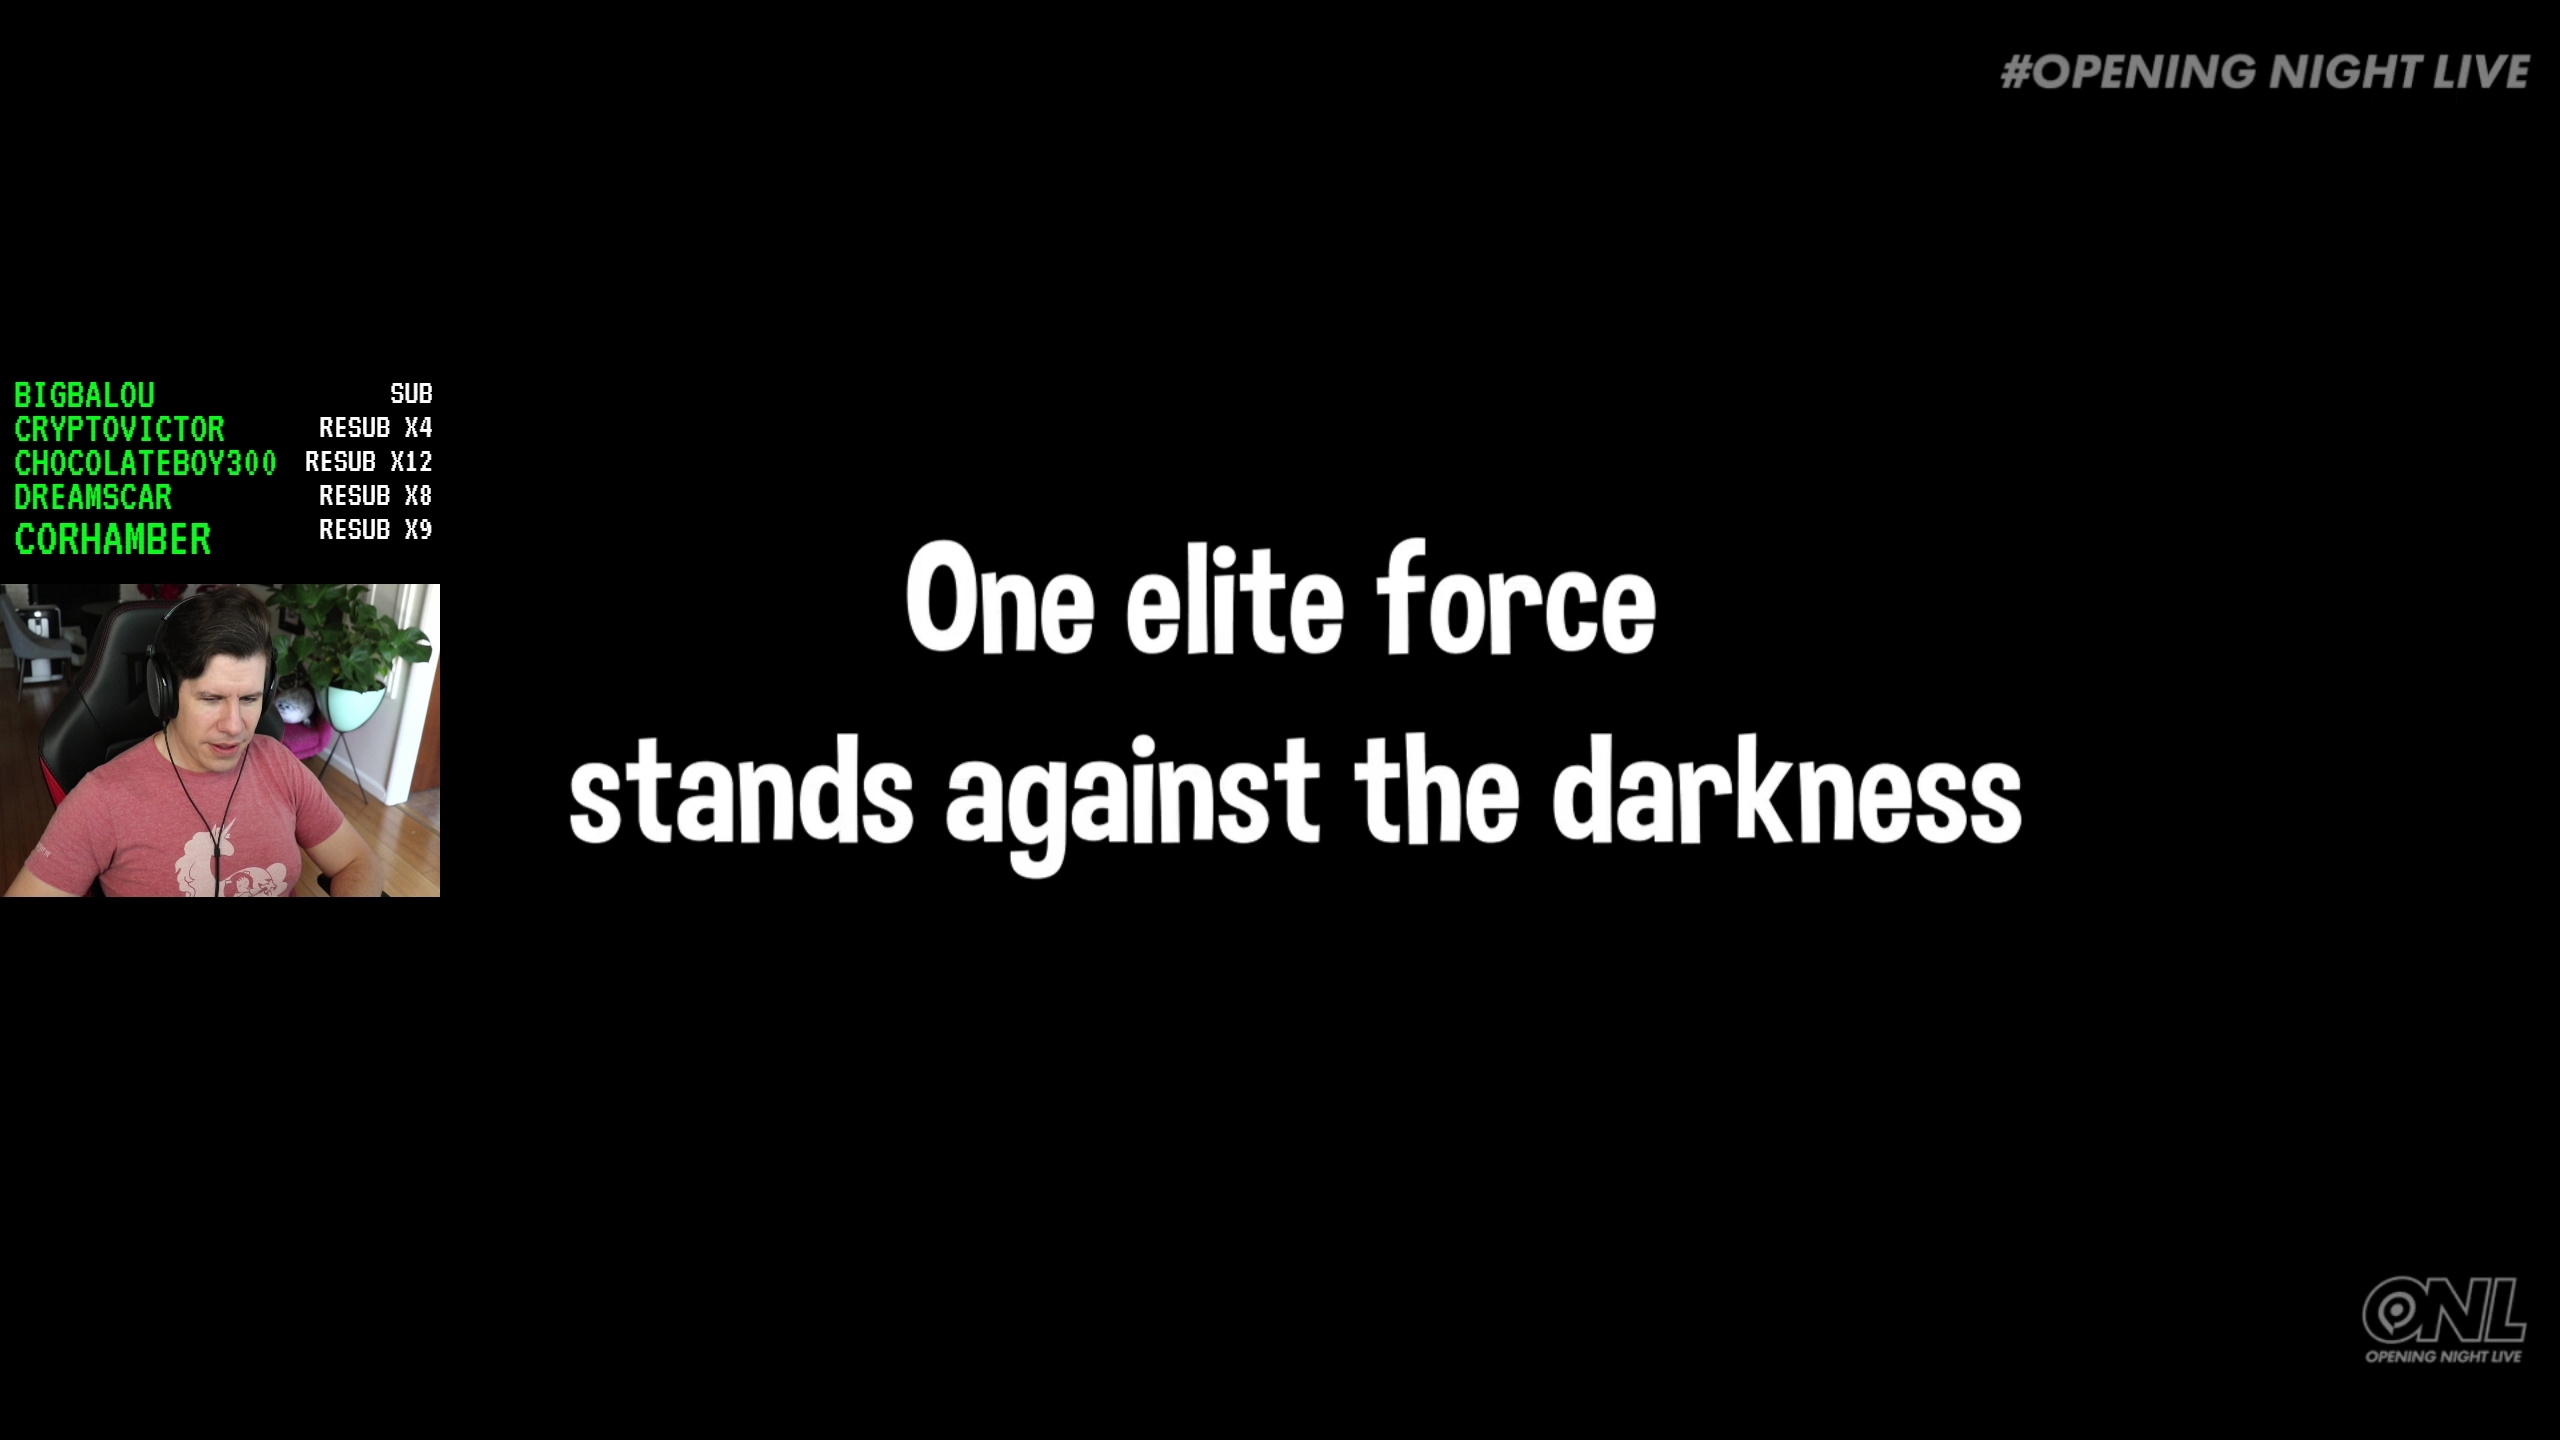 #OPENING NIGHT LIVE
BIGBALOU SUB
CRYPTOVICTOR RESUB X4
CHOCOLATEBOY300 RESUB X12
DREAMSCAR RESUB X8
CORHAMBER RESUB X9
One elite force
stands against the darkness
ONL
OPENING NIGHT LIVE